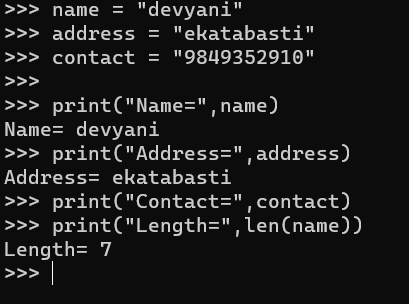 >>> name = "devyani"
>>> address = "ekatabasti"
>>> contact = "9849352910"
>>>
>>> print("Name=",name)
Name= devyani
>>> print("Address=",address)
Address= ekatabasti
>>> print("Contact=",contact)
>>> print("Length=",len(name))
Length= 7
>>>